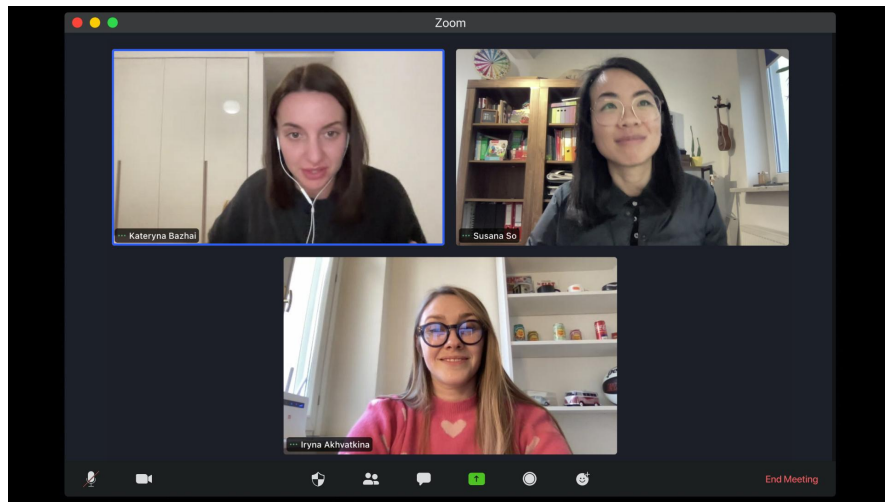 Zoom
Kateryna Bazhai
Susana So
Iryna Akhvatkina
End Meeting